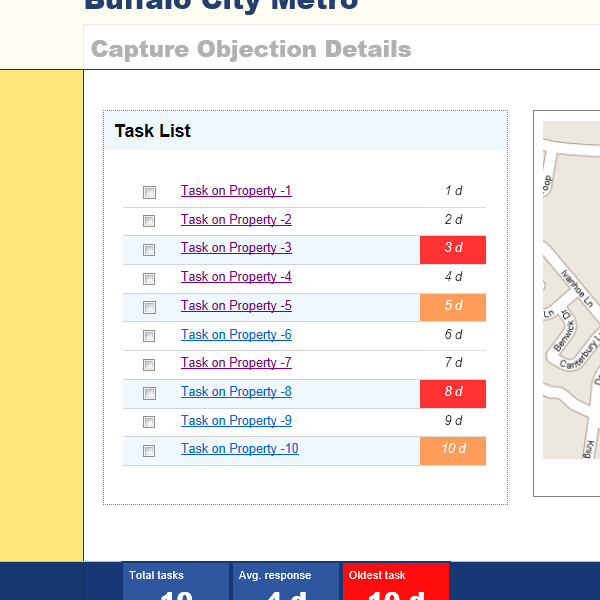 Buffalo City Metro
Capture Objection Details
Task List
Task on Property -1 1 d
Task on Property -2 2 d
Task on Property -3 3 d
Task on Property -4 4 d
Task on Property -5 5 d
Task on Property -6 6 d
Task on Property -7 7 d
Task on Property -8 8 d
Task on Property -9 9 d
Task on Property -10 10 d
oop
Ivanhoe Ln
Ln
Dr
Berwick
Canterbury L
Knig
Total tasks Avg. response Oldest task
10 4 d 19 d